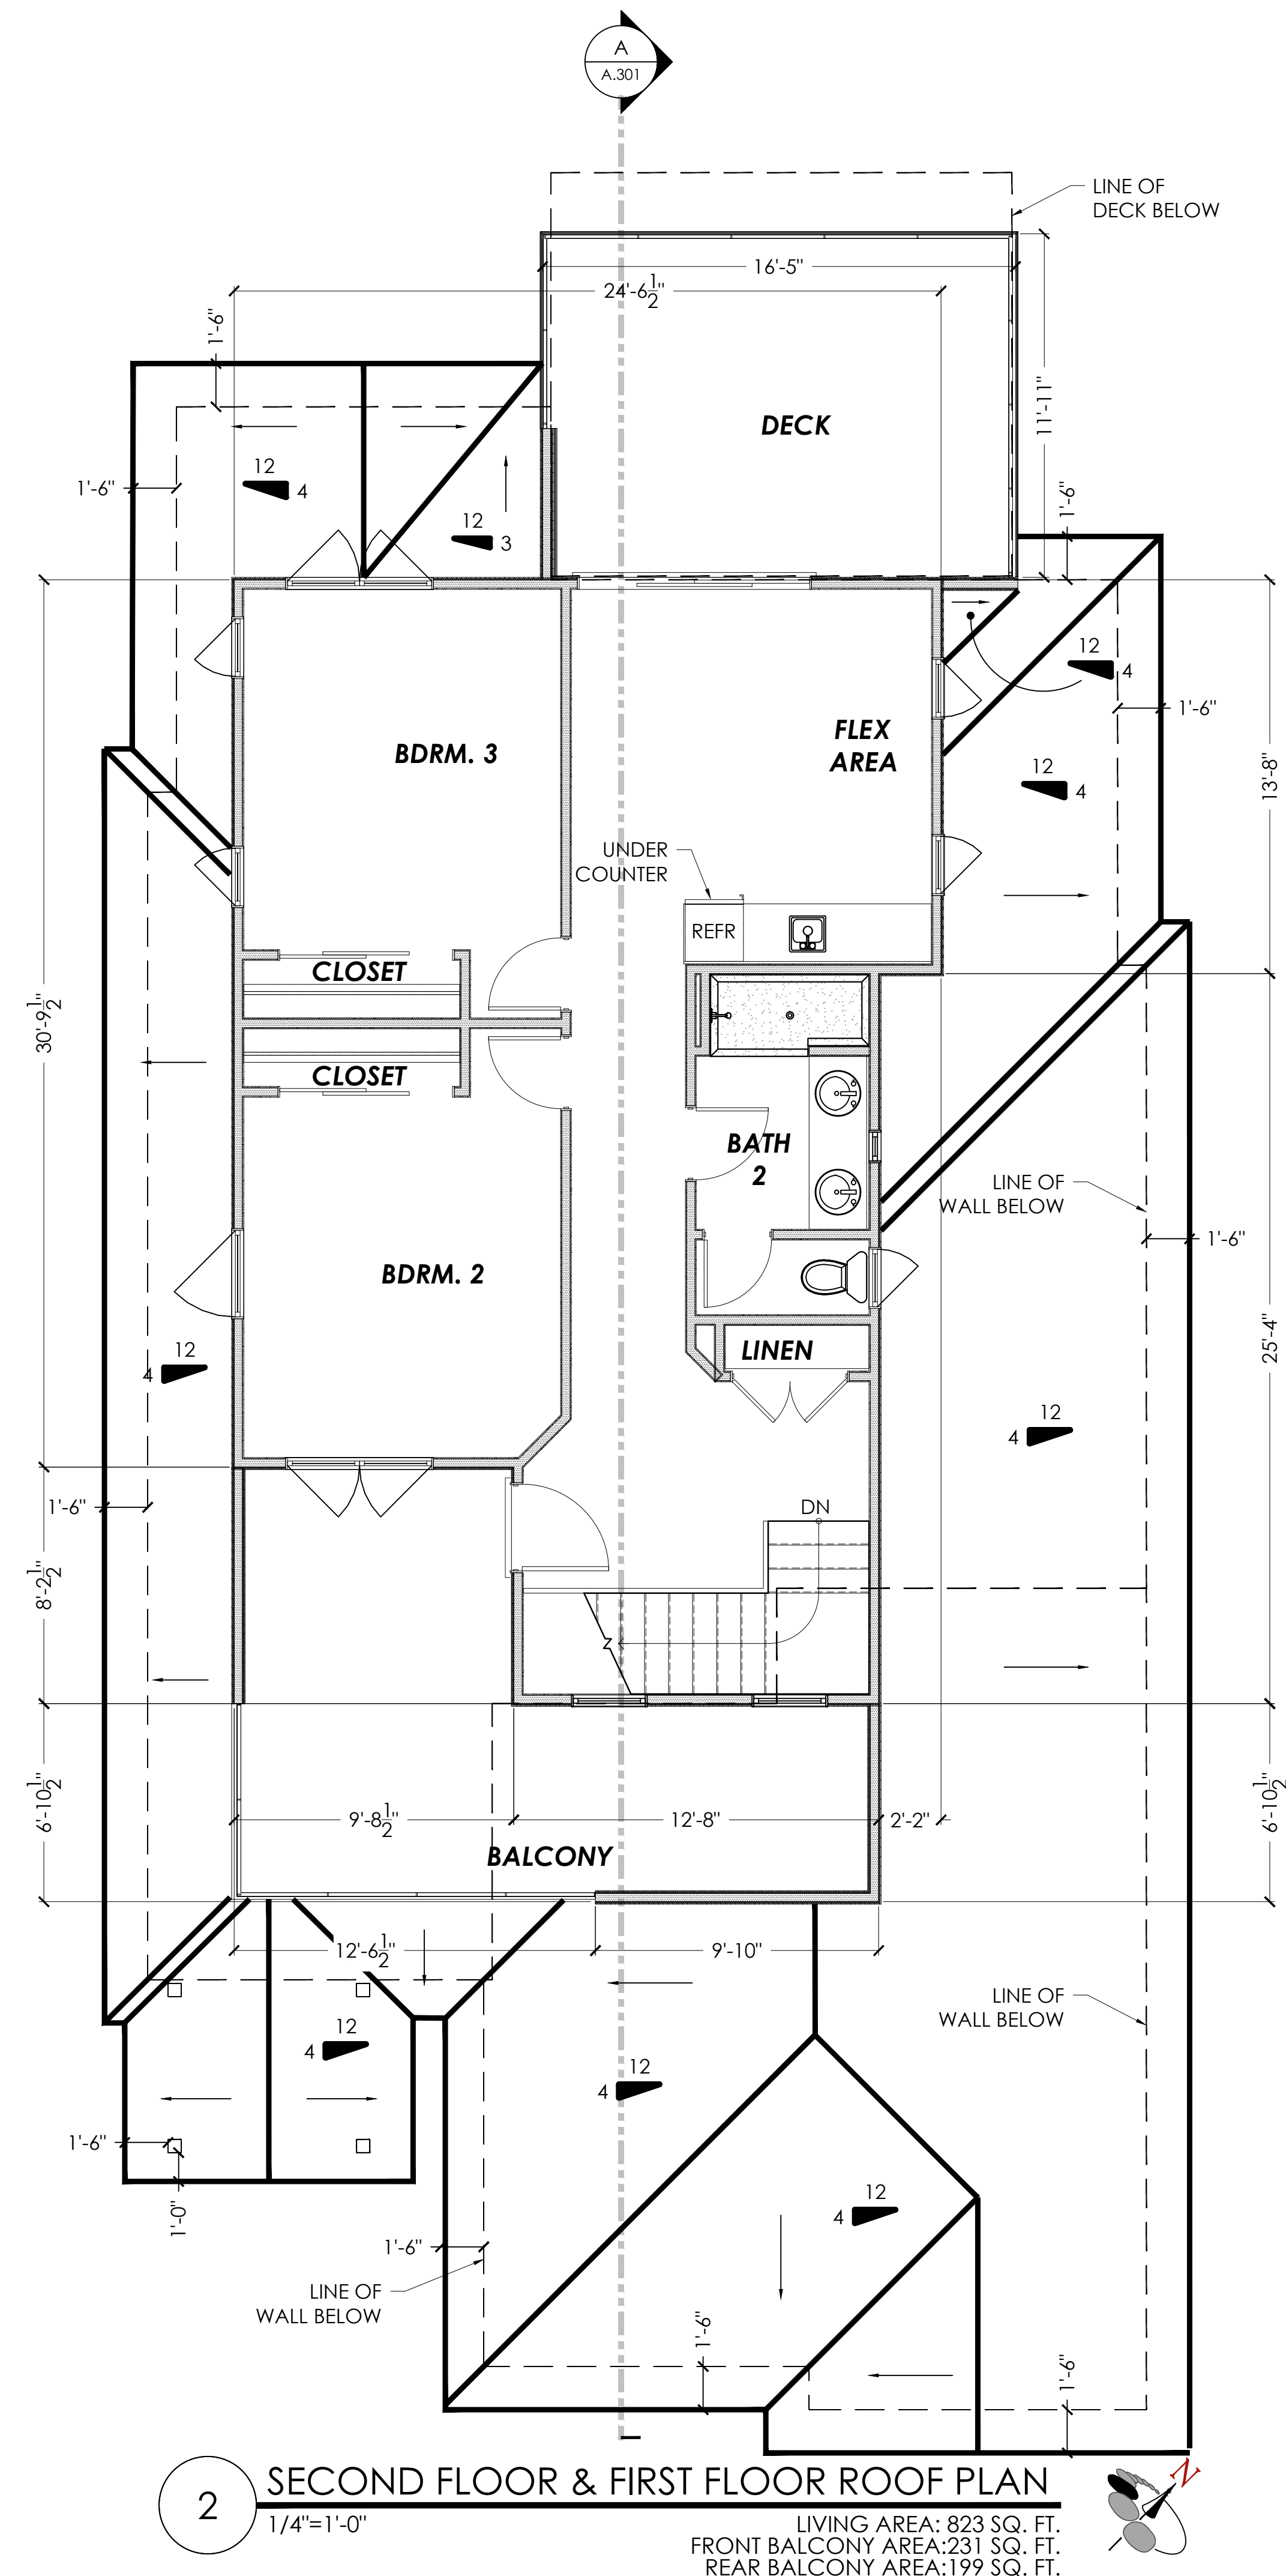 A
A.301
LINE OF
DECK BELOW
16'-5"
24'-6 1/2"
1'-6"
11'-11"
DECK
12
4
1'-6"
12
3
1'-6"
12
4
1'-6"
FLEX
AREA
BDRM. 3
12
4
13'-8"
UNDER
COUNTER
REFR
CLOSET
30'-9 1/2"
CLOSET
BATH
2
LINE OF
WALL BELOW
1'-6"
BDRM. 2
LINEN
25'-4"
12
4
12
4
1'-6"
DN
8'-2 1/2"
Z
6'-10 1/2"
9'-8 1/2"
12'-8"
2'-2"
6'-10 1/2"
BALCONY
12'-6 1/2"
9'-10"
LINE OF
WALL BELOW
12
4
12
4
1'-6"
1'-0"
12
4
1'-6"
LINE OF
WALL BELOW
1'-6"
1'-6"
2
SECOND FLOOR & FIRST FLOOR ROOF PLAN
1/4"=1'-0"
LIVING AREA: 823 SQ. FT.
FRONT BALCONY AREA:231 SQ. FT.
REAR BALCONY AREA:199 SQ. FT.
N